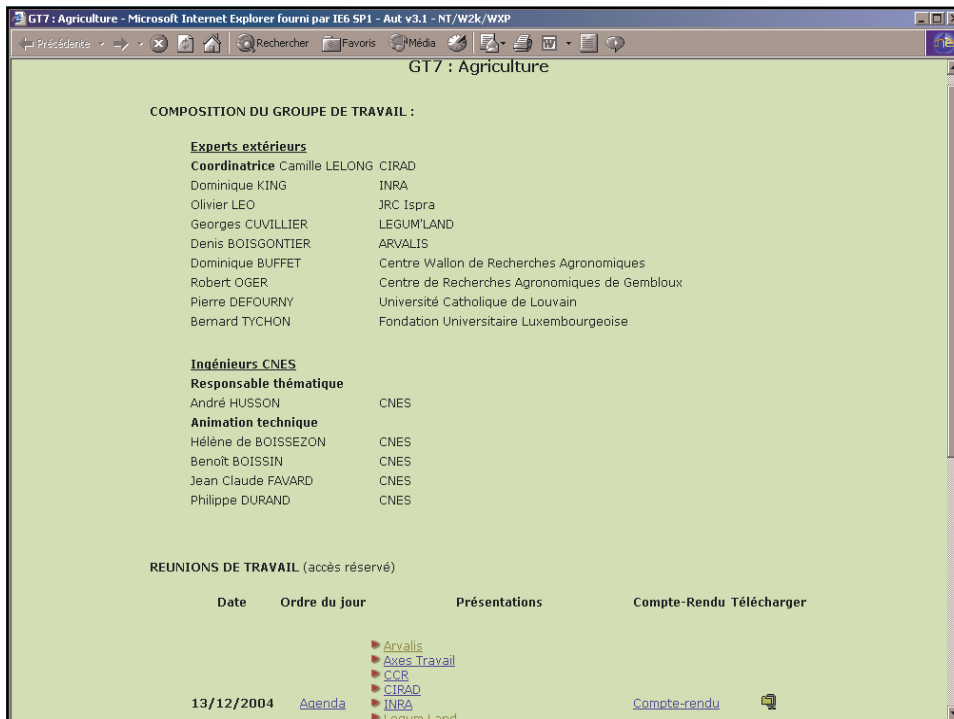 GT7 : Agriculture - Microsoft Internet Explorer fourni par IE6 SP1 - Aut v3.1 - NT/W2k/WXP
Précédente Rechercher Favoris Média
GT7 : Agriculture
COMPOSITION DU GROUPE DE TRAVAIL :
Experts extérieurs
Coordinatrice Camille LELONG CIRAD
Dominique KING INRA
Olivier LEO JRC Ispra
Georges CUVILLIER LEGUM'LAND
Denis BOISGONTIER ARVALIS
Dominique BUFFET Centre Wallon de Recherches Agronomiques
Robert OGER Centre de Recherches Agronomiques de Gembloux
Pierre DEFOURNY Université Catholique de Louvain
Bernard TYCHON Fondation Universitaire Luxembourgeoise
Ingénieurs CNES
Responsable thématique
André HUSSON CNES
Animation technique
Hélène de BOISSEZON CNES
Benoît BOISSIN CNES
Jean Claude FAVARD CNES
Philippe DURAND CNES
REUNIONS DE TRAVAIL (accès réservé)
Date Ordre du jour Présentations Compte-Rendu Télécharger
Arvalis
Axes Travail
CCR
CIRAD
13/12/2004 Agenda INRA Compte-rendu
Legum Land